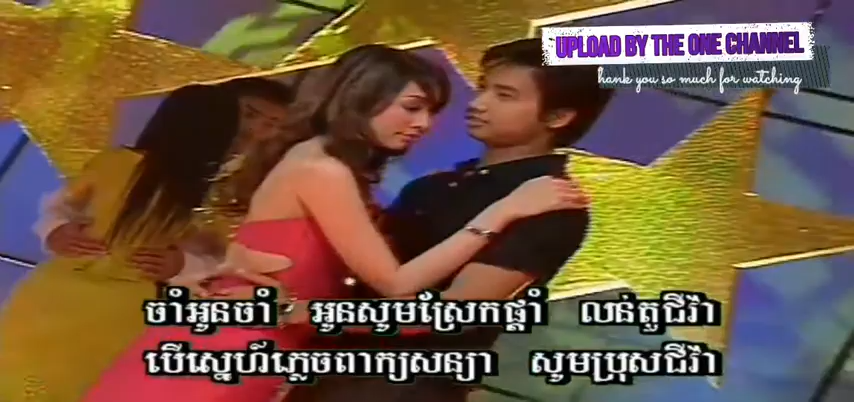 UPLOAD BY THE ONE CHANNEL
hank you so much for watching
ចាំអូនចាំ អូនសូមស្រែកផ្ដាំ លន់តួជីវ៉ា
បើស្នេហ៍ភ្លេចពាក្យសន្យា សូមប្រុសជីវ៉ា